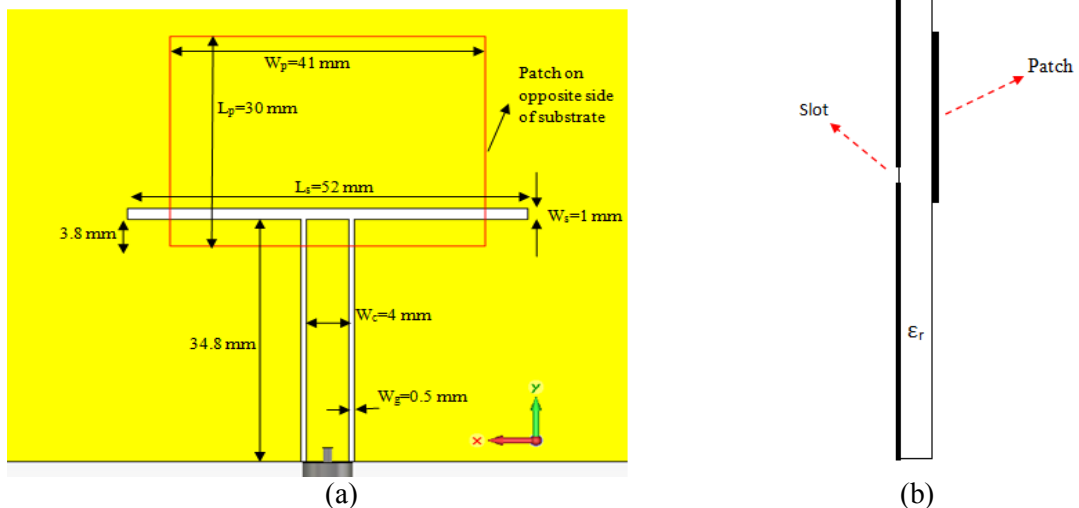 Wp=41 mm
Lp=30 mm
Patch on
opposite side
of substrate
Ls=52 mm
Ws=1 mm
3.8 mm
Wc=4 mm
34.8 mm
Wg=0.5 mm
y
x
(a)
Patch
Slot
εr
(b)